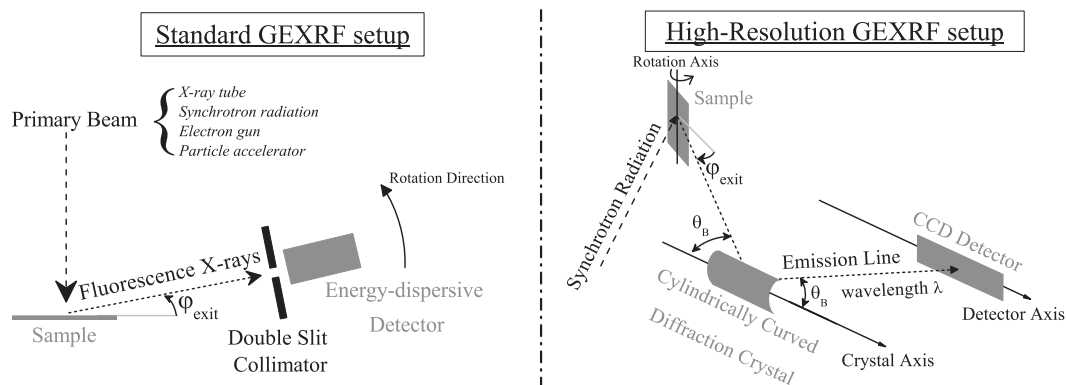 Standard GEXRF setup
Primary Beam
X-ray tube
Synchrotron radiation
Electron gun
Particle accelerator
Rotation Direction
Fluorescence X-rays
φexit
Sample
Energy-dispersive
Detector
Double Slit
Collimator
High-Resolution GEXRF setup
Rotation Axis
Sample
Synchrotron Radiation
φexit
θB
CCD Detector
Emission Line
wavelength λ
θB
Detector Axis
Cylindrically Curved
Diffraction Crystal
Crystal Axis